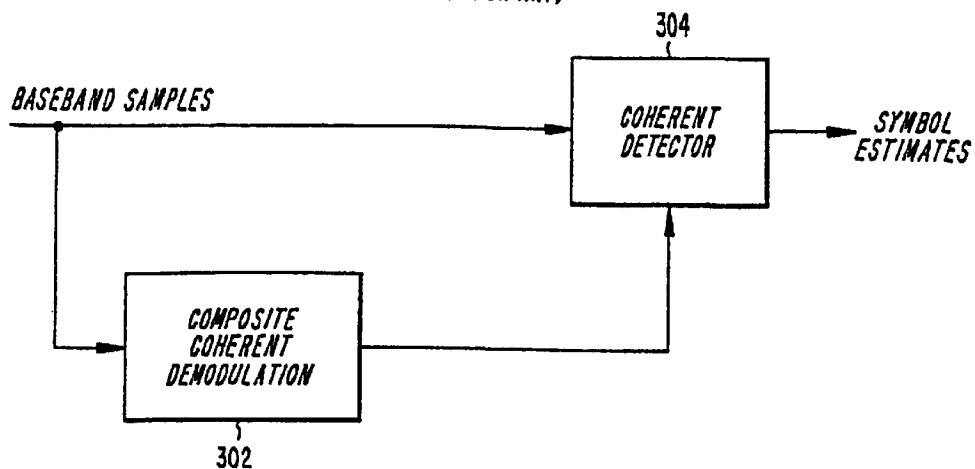 304
BASEBAND SAMPLES
COHERENT
DETECTOR
SYMBOL
ESTIMATES
COMPOSITE
COHERENT
DEMODULATION
302